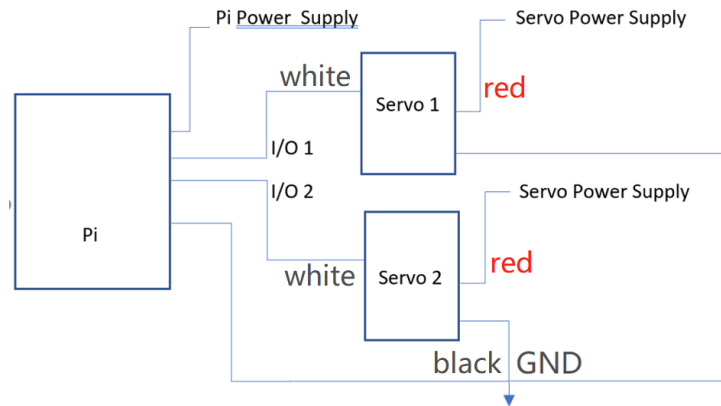 Pi Power Supply
Servo Power Supply
white
Servo 1
red
I/O 1
I/O 2
Servo Power Supply
Pi
white
Servo 2
red
black GND